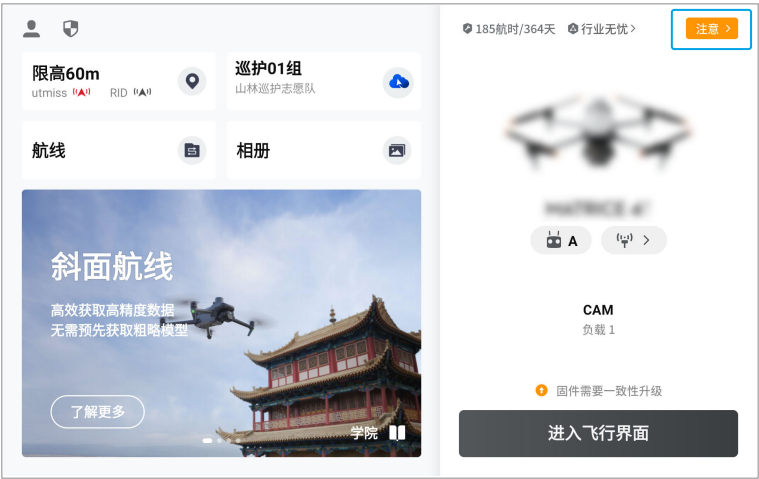 185航时/364天 行业无忧>
注意 >
限高60m
utmiss RID
巡护01组
山林巡护志愿队
航线
相册
斜面航线
高效获取高精度数据
无需预先获取粗略模型
了解更多
学院
A
CAM
负载 1
固件需要一致性升级
进入飞行界面